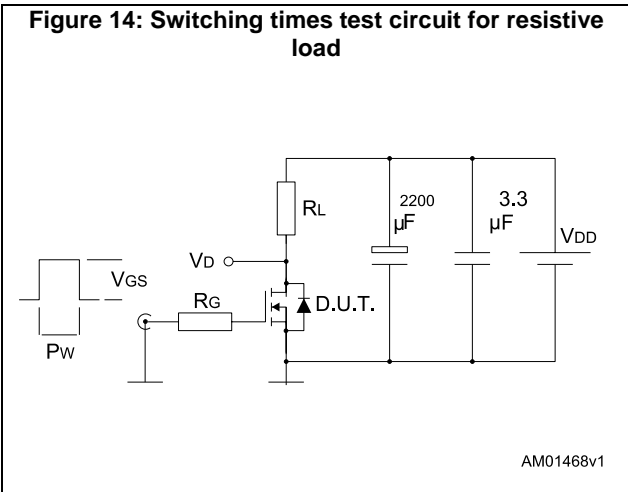 Figure 14: Switching times test circuit for resistive
load
RL
2200
µF
3.3
µF
VDD
VD
VGS
RG
D.U.T.
PW
AM01468v1